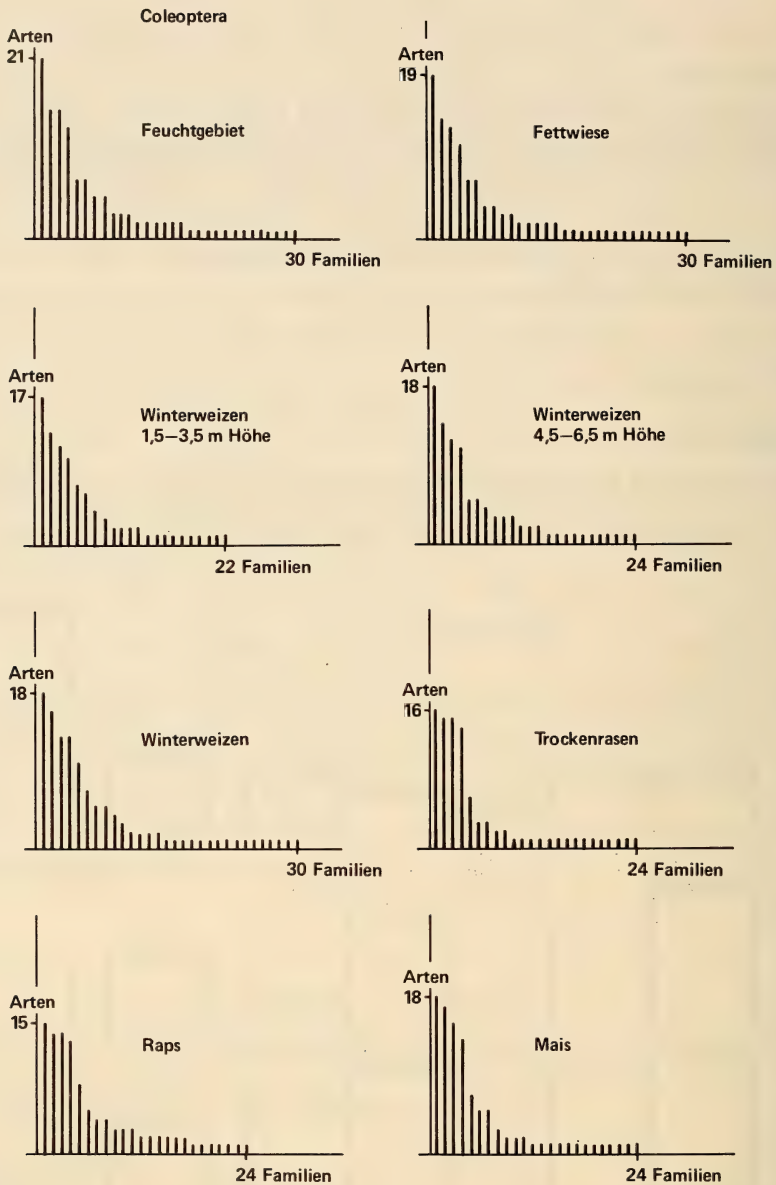 Coleoptera
Arten
21
Feuchtgebiet
30 Familien
Arten
19
Fettwiese
30 Familien
Arten
17
Winterweizen
1,5–3,5 m Höhe
22 Familien
Arten
18
Winterweizen
4,5–6,5 m Höhe
24 Familien
Arten
18
Winterweizen
30 Familien
Arten
16
Trockenrasen
24 Familien
Arten
15
Raps
24 Familien
Arten
18
Mais
24 Familien